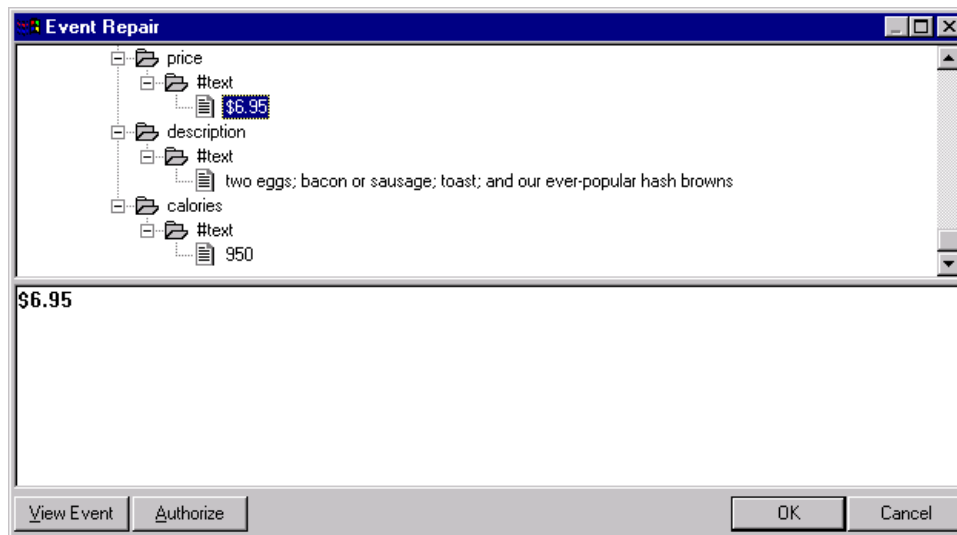 Event Repair
price
#text
$6.95
description
#text
two eggs; bacon or sausage; toast; and our ever-popular hash browns
calories
#text
950
$6.95
View Event Authorize OK Cancel